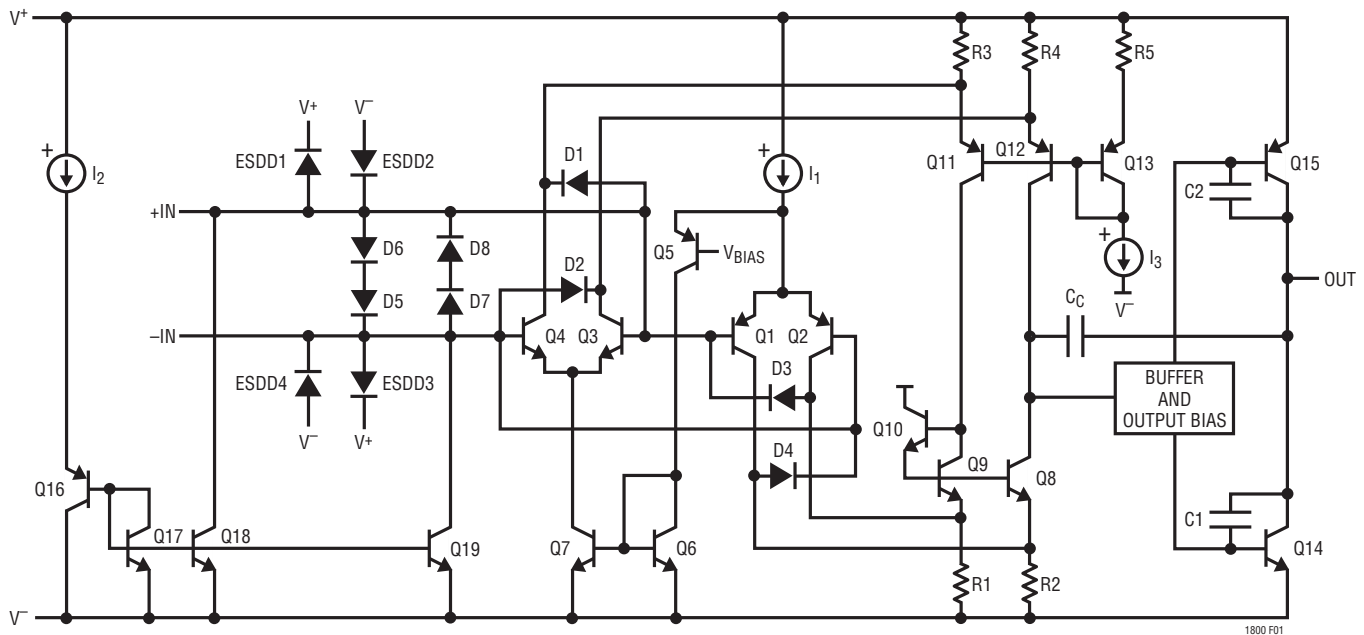 V+
R3
R4
R5
V+
V–
+
I2
ESDD1
ESDD2
D1
+
I1
Q11
Q12
Q13
Q15
C2
+IN
D6
D8
Q5
VBIAS
+
I3
V–
OUT
D2
D5
D7
CC
–IN
Q4
Q3
Q1
Q2
ESDD4
ESDD3
D3
BUFFER
AND
OUTPUT BIAS
V–
V+
Q10
D4
Q9
Q8
Q16
Q17
Q18
Q19
Q7
Q6
C1
Q14
R1
R2
V–
1800 F01